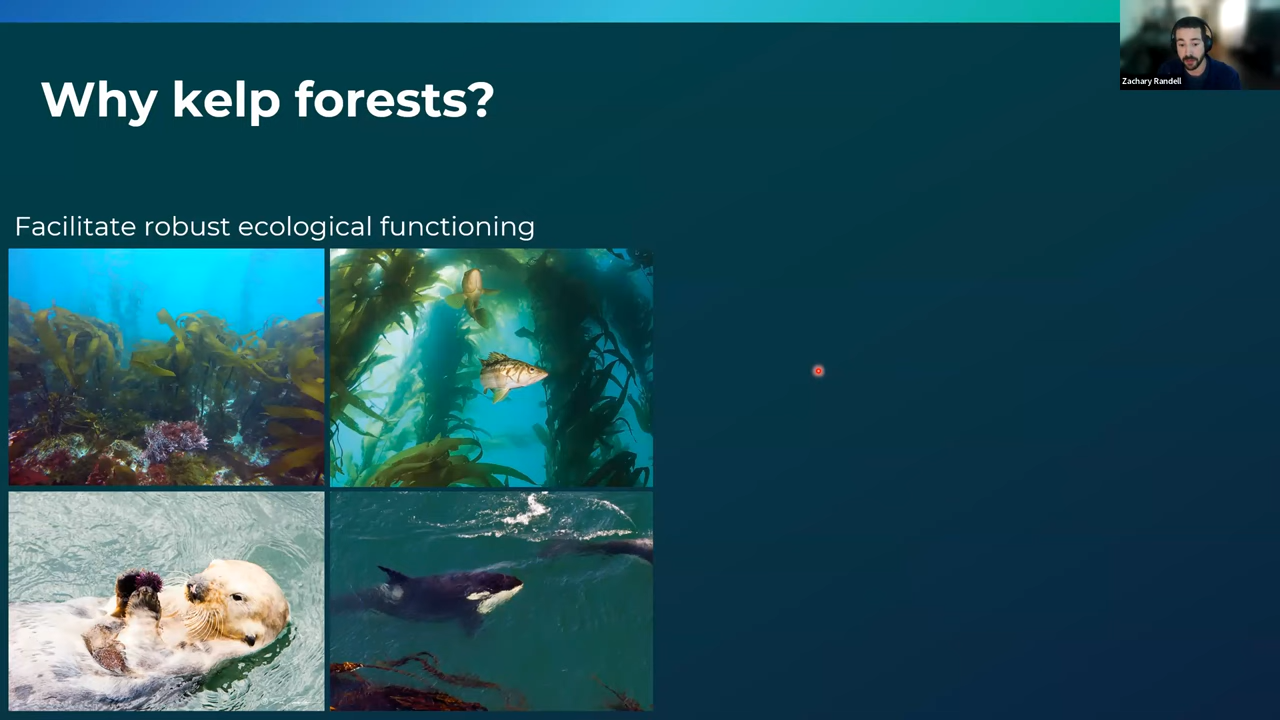 Why kelp forests?
Facilitate robust ecological functioning
Zachary Randell